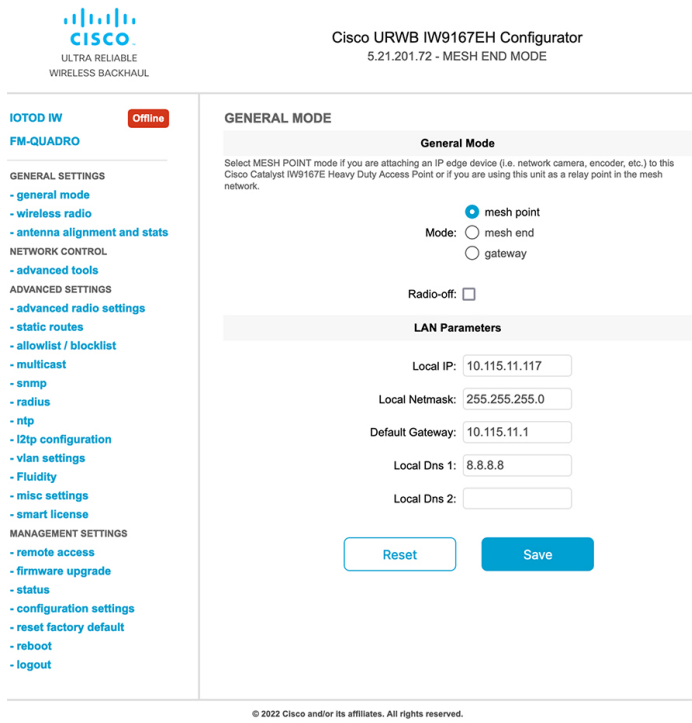 CISCO
ULTRA RELIABLE
WIRELESS BACKHAUL
Cisco URWB IW9167EH Configurator
5.21.201.72 - MESH END MODE
IOTOD IW
Offline
FM-QUADRO
GENERAL SETTINGS
- general mode
- wireless radio
- antenna alignment and stats
NETWORK CONTROL
- advanced tools
ADVANCED SETTINGS
- advanced radio settings
- static routes
- allowlist / blocklist
- multicast
- snmp
- radius
- ntp
- l2tp configuration
- vlan settings
- Fluidity
- misc settings
- smart license
MANAGEMENT SETTINGS
- remote access
- firmware upgrade
- status
- configuration settings
- reset factory default
- reboot
- logout
GENERAL MODE
General Mode
Select MESH POINT mode if you are attaching an IP edge device (i.e. network camera, encoder, etc.) to this
Cisco Catalyst IW9167E Heavy Duty Access Point or if you are using this unit as a relay point in the mesh
network.
Mode:
mesh point
mesh end
gateway
Radio-off:
LAN Parameters
Local IP: 10.115.11.117
Local Netmask: 255.255.255.0
Default Gateway: 10.115.11.1
Local Dns 1: 8.8.8.8
Local Dns 2:
Reset Save
© 2022 Cisco and/or its affiliates. All rights reserved.